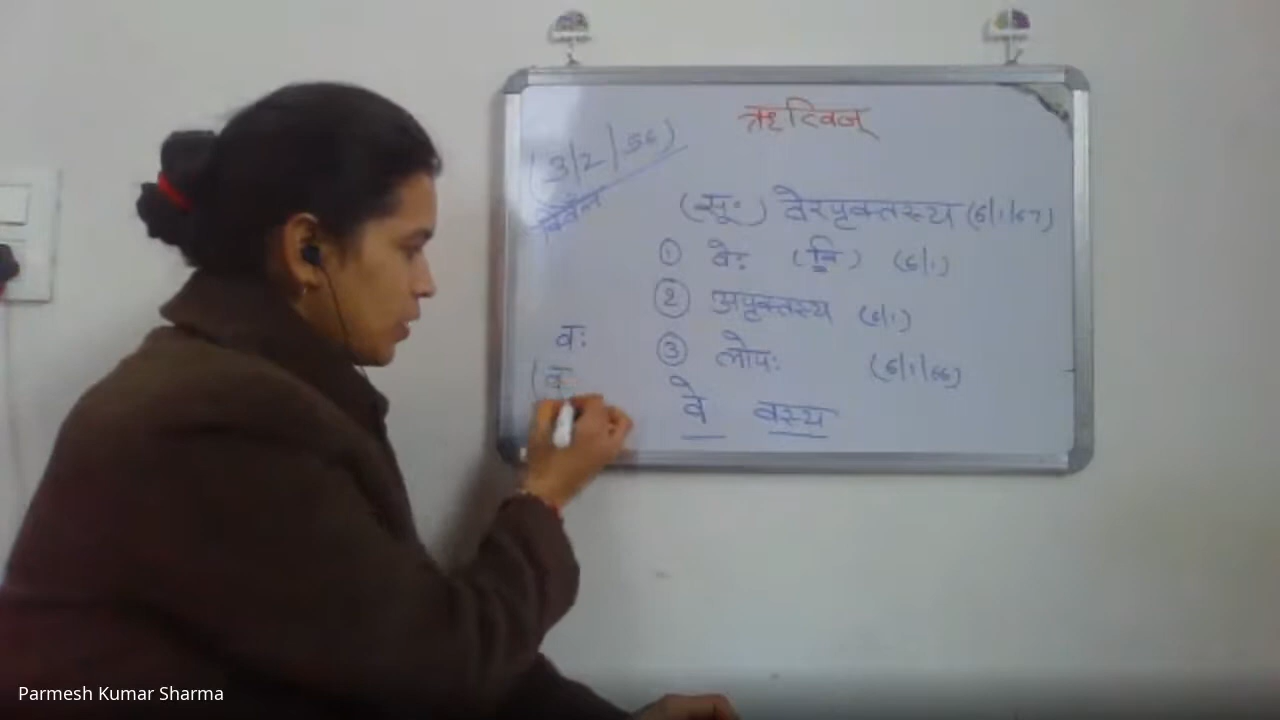 ऋत्विज्
(3/2/56)
क्विन्
(सूः) वेरपृक्तस्य (6/1/67)
① वेः (वि) (6/1)
② अपृक्तस्य (6/1)
③ लोपः (6/1/66)
वः
(व
वे वस्य
Parmesh Kumar Sharma